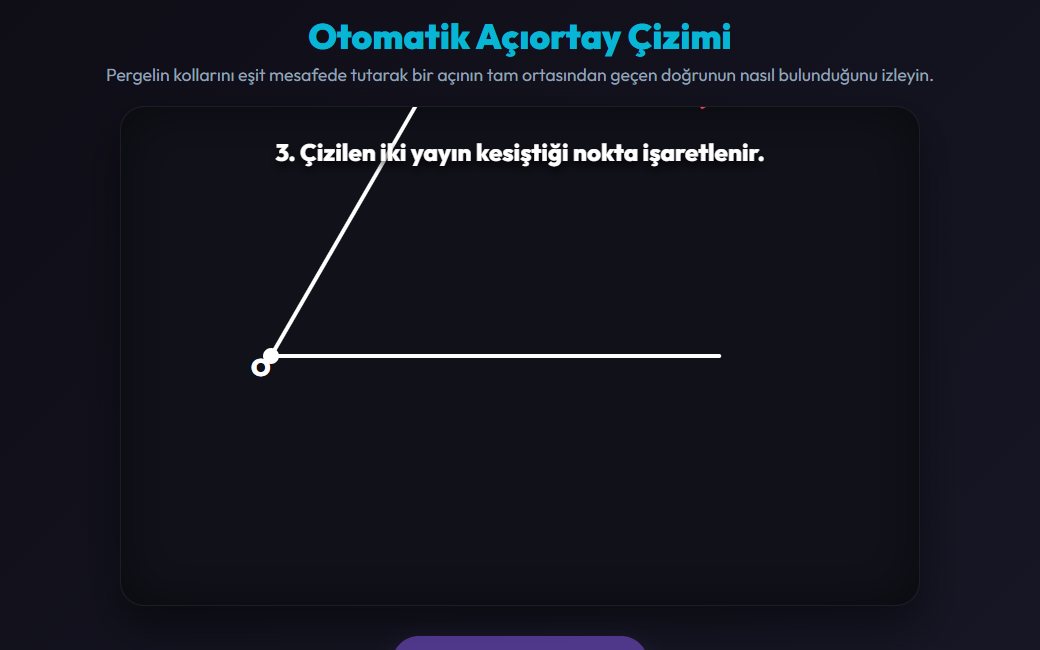 Otomatik Açıortay Çizimi
Pergelin kollarını eşit mesafede tutarak bir açının tam ortasından geçen doğrunun nasıl bulunduğunu izleyin.
3. Çizilen iki yayın kesiştiği nokta işaretlenir.
O